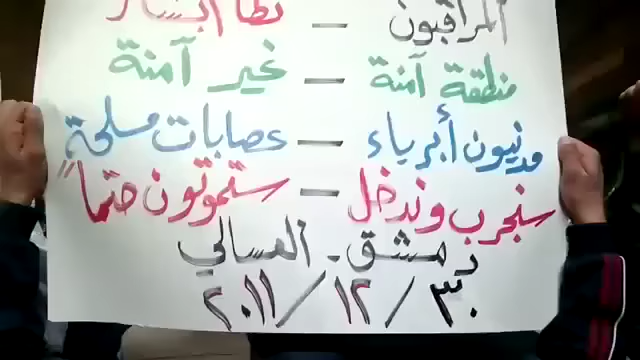 المراقبون – نظام بشار
منطقة آمنة – غير آمنة
مدنيون أبرياء – عصابات مسلحة
سنجرب وندخل – ستموتون حتماً
دمشق - العسالي
٣٠/١٢/٢٠١١